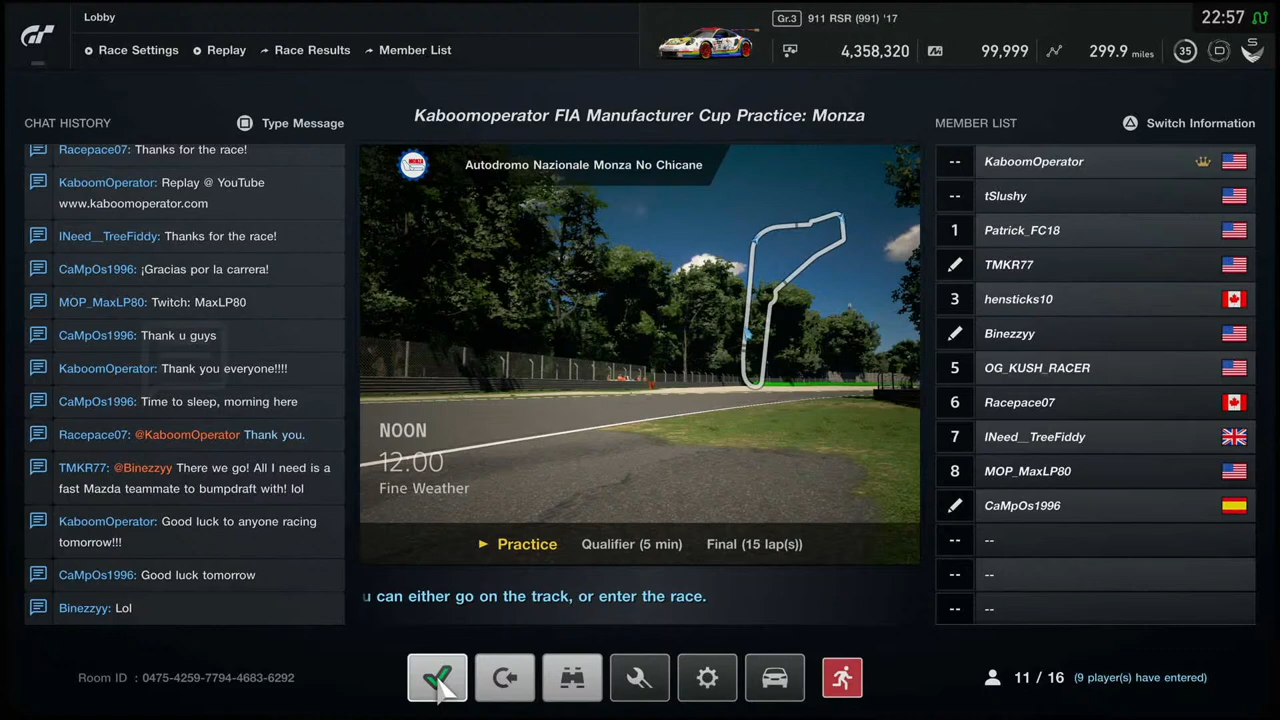 Lobby
Gr.3 911 RSR (991) '17
22:57
Race Settings Replay Race Results Member List
4,358,320 99,999 299.9 miles 35 S
CHAT HISTORY Type Message
Racepace07: Thanks for the race!
KaboomOperator: Replay @ YouTube
www.kaboomoperator.com
INeed__TreeFiddy: Thanks for the race!
CaMpOs1996: ¡Gracias por la carrera!
MOP_MaxLP80: Twitch: MaxLP80
CaMpOs1996: Thank u guys
KaboomOperator: Thank you everyone!!!!
CaMpOs1996: Time to sleep, morning here
Racepace07: @KaboomOperator Thank you.
TMKR77: @Binezzyy There we go! All I need is a
fast Mazda teammate to bumpdraft with! lol
KaboomOperator: Good luck to anyone racing
tomorrow!!!
CaMpOs1996: Good luck tomorrow
Binezzyy: Lol
Kaboomoperator FIA Manufacturer Cup Practice: Monza
MONZA
Autodromo Nazionale Monza No Chicane
NOON
12:00
Fine Weather
Practice Qualifier (5 min) Final (15 lap(s))
u can either go on the track, or enter the race.
MEMBER LIST Switch Information
-- KaboomOperator
-- tSlushy
1 Patrick_FC18
TMKR77
3 hensticks10
Binezzyy
5 OG_KUSH_RACER
6 Racepace07
7 INeed__TreeFiddy
8 MOP_MaxLP80
CaMpOs1996
-- --
-- --
-- --
Room ID : 0475-4259-7794-4683-6292
11 / 16 (9 player(s) have entered)